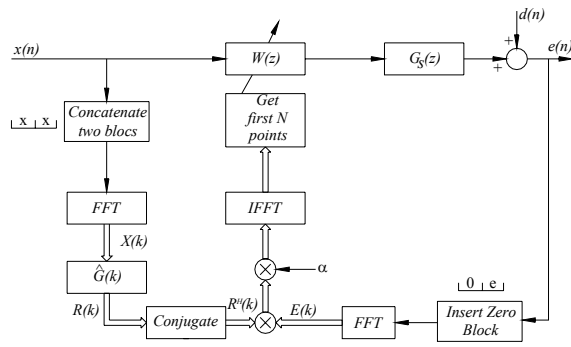 d(n)
x(n)
W(z)
G_S(z)
+
+
e(n)
Concatenate
two blocs
x x
Get
first N
points
FFT
IFFT
X(k)
Ĝ(k)
α
0 e
R(k)
Conjugate
R^H(k)
E(k)
FFT
Insert Zero
Block